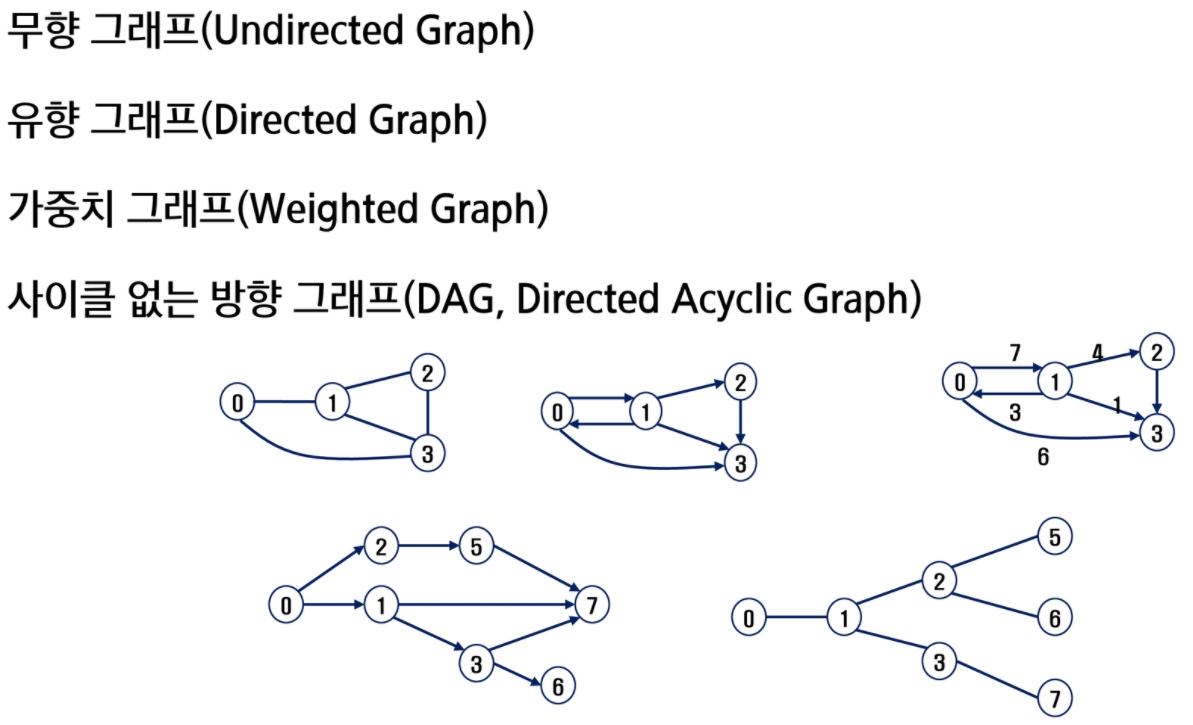 무향 그래프(Undirected Graph)
유향 그래프(Directed Graph)
가중치 그래프(Weighted Graph)
사이클 없는 방향 그래프(DAG, Directed Acyclic Graph)
0 1 2 3
0 1 2 3
0 7 1 4 2 3 1 6 3
0 2 5 1 7 3 6
0 1 2 5 6 3 7